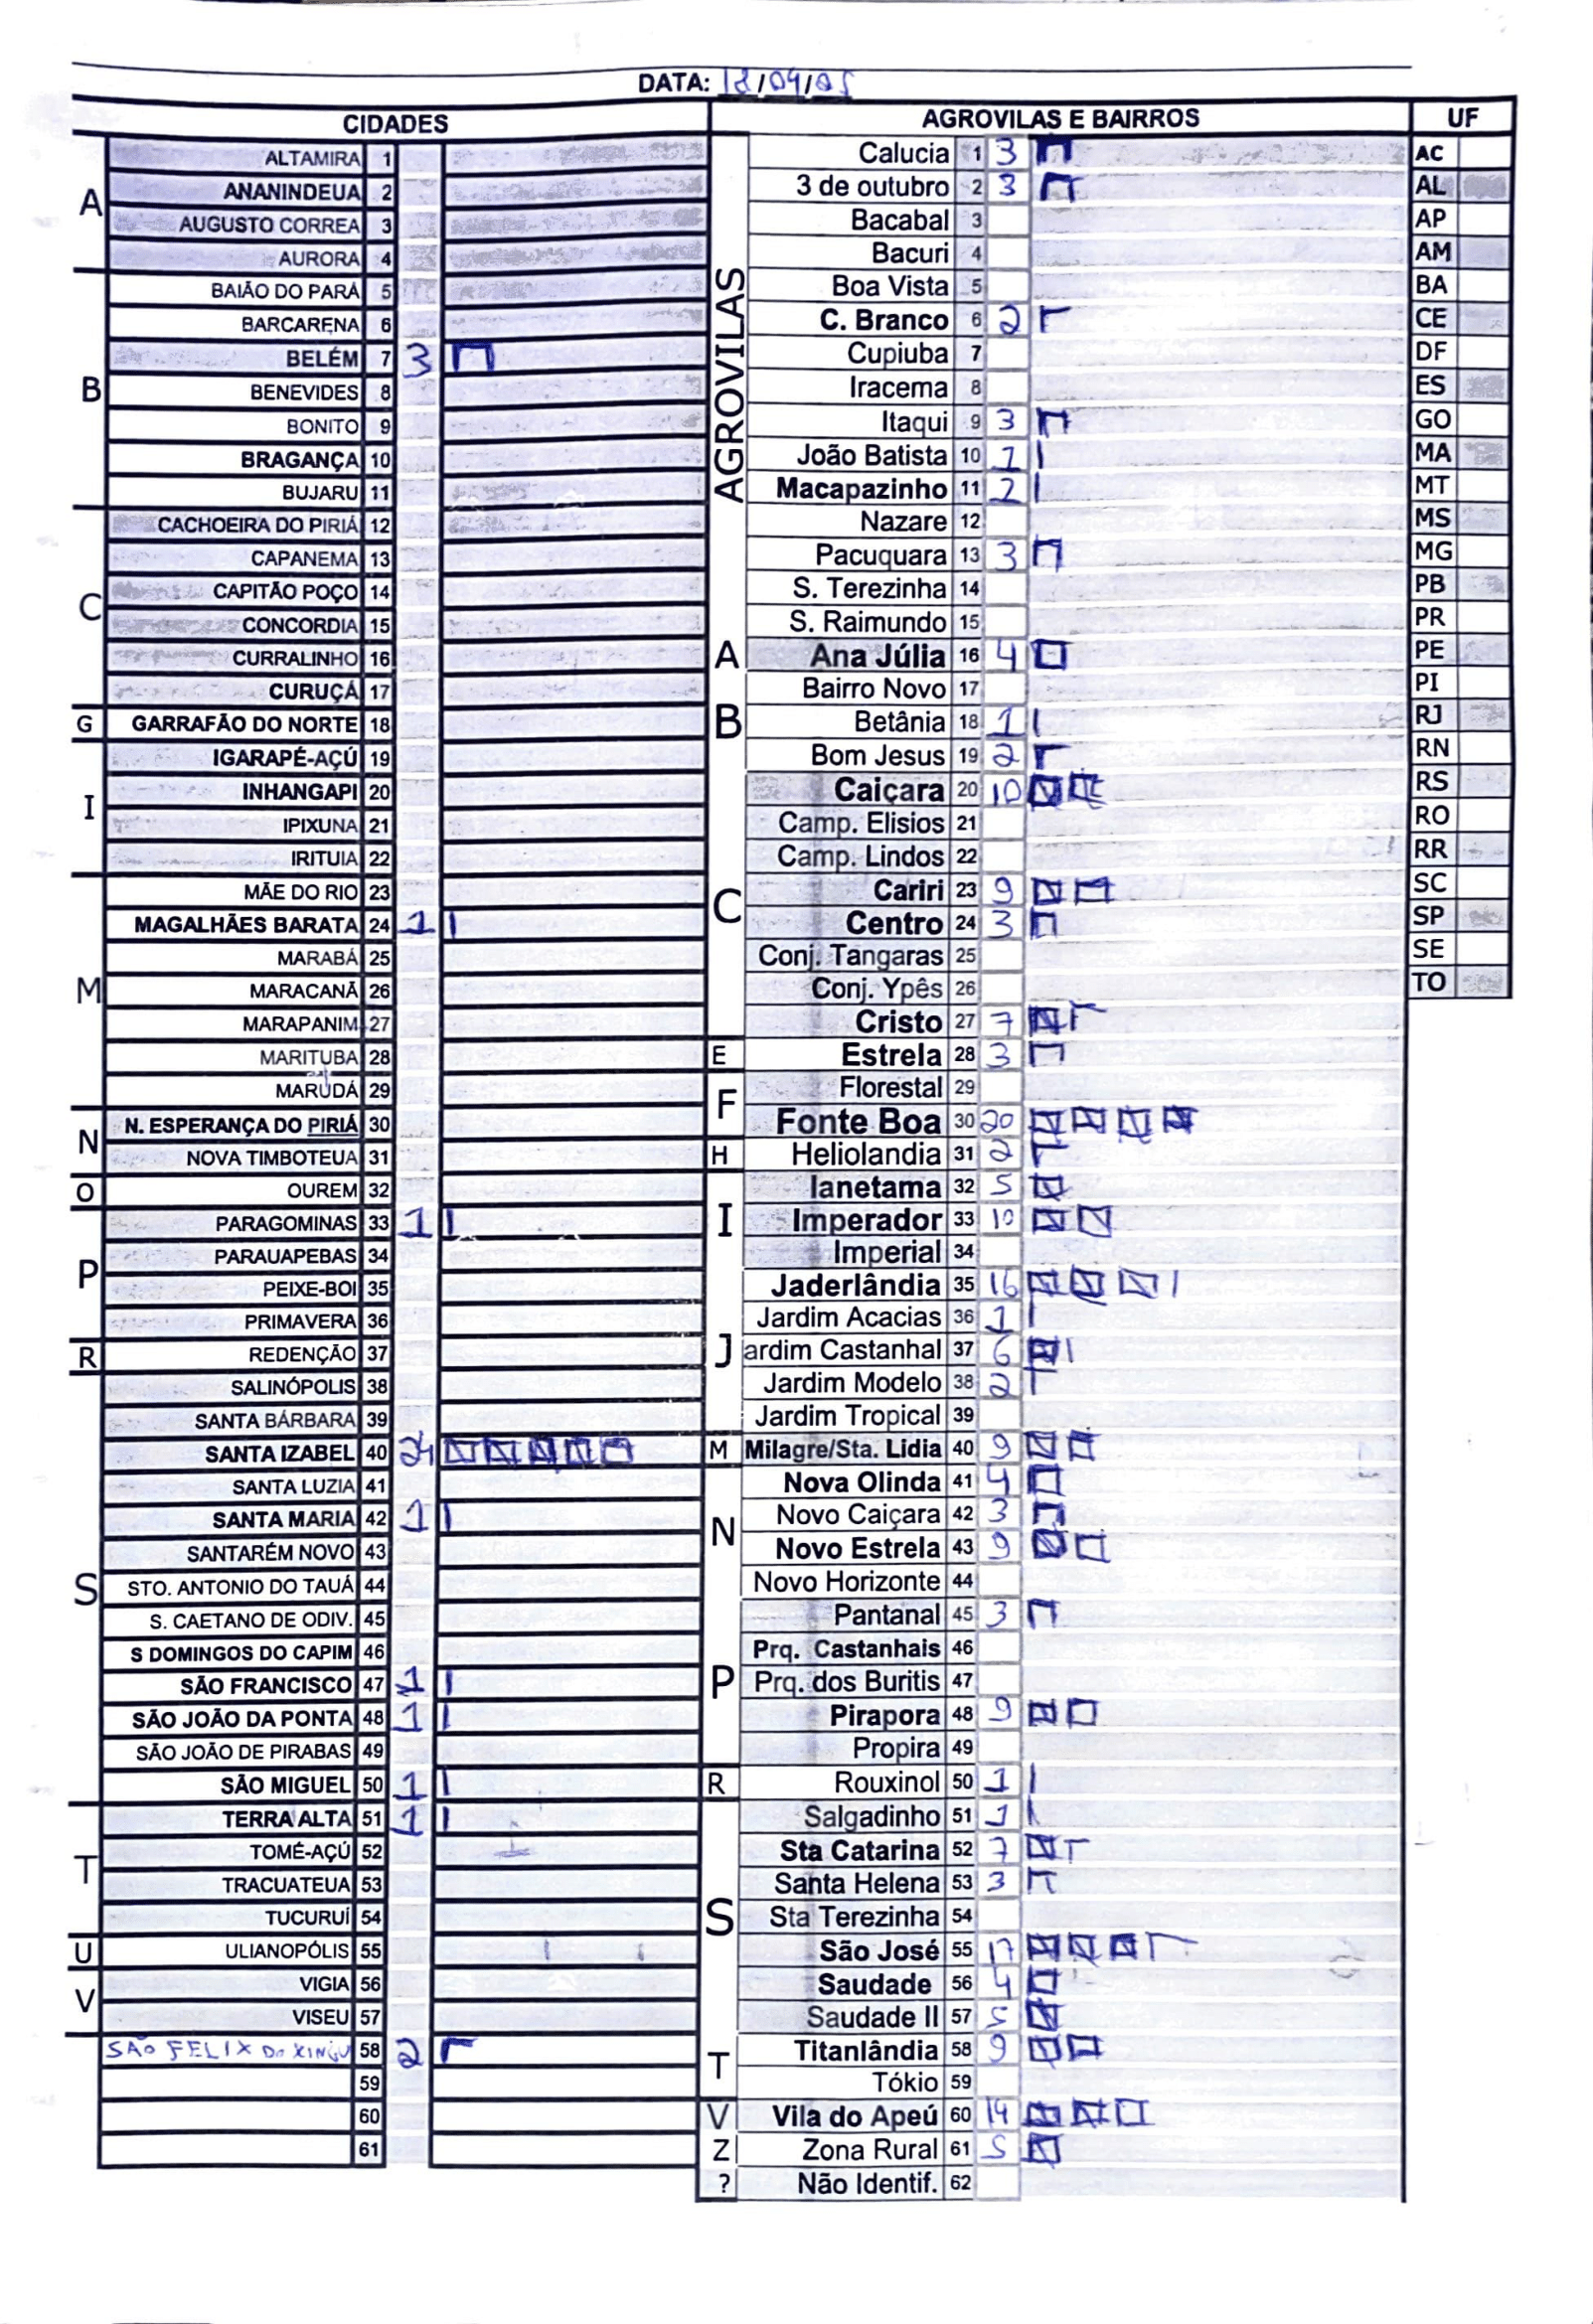 DATA: 18/04/05
CIDADES
A
ALTAMIRA 1
ANANINDEUA 2
AUGUSTO CORREA 3
AURORA 4
B
BAIÃO DO PARÁ 5
BARCARENA 6
BELÉM 7 3
BENEVIDES 8
BONITO 9
BRAGANÇA 10
BUJARU 11
C
CACHOEIRA DO PIRIÁ 12
CAPANEMA 13
CAPITÃO POÇO 14
CONCORDIA 15
CURRALINHO 16
CURUÇÁ 17
G
GARRAFÃO DO NORTE 18
I
IGARAPÉ-AÇÚ 19
INHANGAPI 20
IPIXUNA 21
IRITUIA 22
M
MÃE DO RIO 23
MAGALHÃES BARATA 24 1
MARABÁ 25
MARACANÃ 26
MARAPANIM 27
MARITUBA 28
MARUDÁ 29
N
N. ESPERANÇA DO PIRIÁ 30
NOVA TIMBOTEUA 31
O
OUREM 32
P
PARAGOMINAS 33 1
PARAUAPEBAS 34
PEIXE-BOI 35
PRIMAVERA 36
R
REDENÇÃO 37
S
SALINÓPOLIS 38
SANTA BÁRBARA 39
SANTA IZABEL 40 24
SANTA LUZIA 41
SANTA MARIA 42 1
SANTARÉM NOVO 43
STO. ANTONIO DO TAUÁ 44
S. CAETANO DE ODIV. 45
S DOMINGOS DO CAPIM 46
SÃO FRANCISCO 47 1
SÃO JOÃO DA PONTA 48 1
SÃO JOÃO DE PIRABAS 49
SÃO MIGUEL 50 1
T
TERRA ALTA 51 1
TOMÉ-AÇÚ 52
TRACUATEUA 53
TUCURUÍ 54
U
ULIANOPÓLIS 55
V
VIGIA 56
VISEU 57
SÃO FELIX DO XINGU 58 2
59
60
61
AGROVILAS E BAIRROS
AGROVILAS
Calucia 1 3
3 de outubro 2 3
Bacabal 3
Bacuri 4
Boa Vista 5
C. Branco 6 2
Cupiuba 7
Iracema 8
Itaqui 9 3
João Batista 10 1
Macapazinho 11 2
Nazare 12
Pacuquara 13 3
S. Terezinha 14
S. Raimundo 15
A
Ana Júlia 16 4
Bairro Novo 17
B
Betânia 18 1
Bom Jesus 19 2
C
Caiçara 20 10
Camp. Elisios 21
Camp. Lindos 22
Cariri 23 9
Centro 24 3
Conj. Tangaras 25
Conj. Ypês 26
Cristo 27 7
E
Estrela 28 3
F
Florestal 29
Fonte Boa 30 20
H
Heliolandia 31 2
I
Ianetama 32 5
Imperador 33 10
Imperial 34
J
Jaderlândia 35 16
Jardim Acacias 36 1
ardim Castanhal 37 6
Jardim Modelo 38 2
Jardim Tropical 39
M
Milagre/Sta. Lidia 40 9
N
Nova Olinda 41 4
Novo Caiçara 42 3
Novo Estrela 43 9
Novo Horizonte 44
P
Pantanal 45 3
Prq. Castanhais 46
Prq. dos Buritis 47
Pirapora 48 9
Propira 49
R
Rouxinol 50 1
S
Salgadinho 51 1
Sta Catarina 52 7
Santa Helena 53 3
Sta Terezinha 54
São José 55 17
Saudade 56 4
Saudade II 57 5
T
Titanlândia 58 9
Tókio 59
V
Vila do Apeú 60 14
Z
Zona Rural 61 5
?
Não Identif. 62
UF
AC
AL
AP
AM
BA
CE
DF
ES
GO
MA
MT
MS
MG
PB
PR
PE
PI
RJ
RN
RS
RO
RR
SC
SP
SE
TO